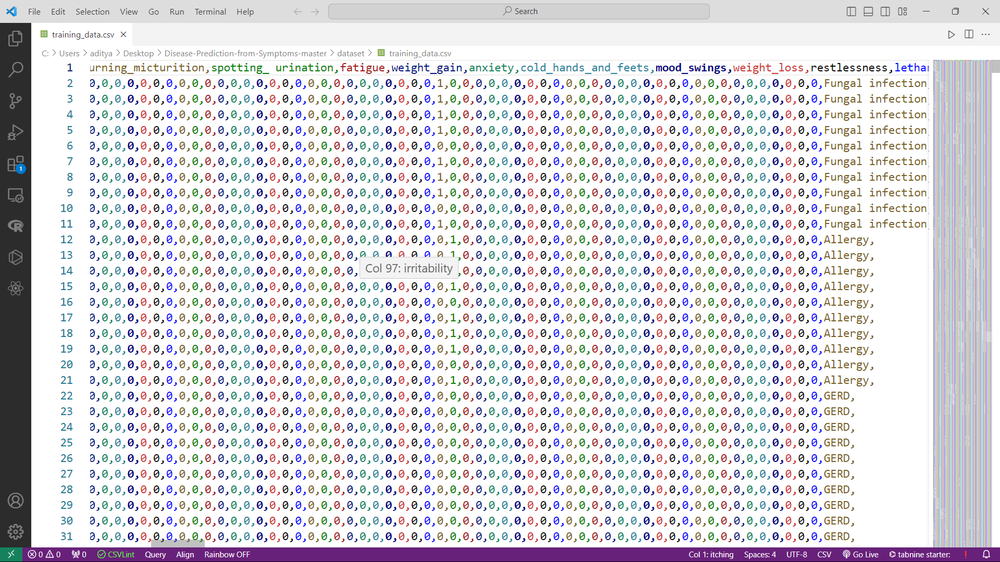 File Edit Selection View Go Run Terminal Help Search
training_data.csv
C: > Users > aditya > Desktop > Disease-Prediction-from-Symptoms-master > dataset > training_data.csv
1 urning_micturition,spotting_ urination,fatigue,weight_gain,anxiety,cold_hands_and_feets,mood_swings,weight_loss,restlessness,lethar
2 0,0,0,0,0,0,0,0,0,0,0,0,0,0,0,0,0,0,0,0,0,0,0,0,0,0,0,1,0,0,0,0,0,0,0,0,0,0,0,0,0,0,0,0,0,0,0,0,0,0,0,0,0,0,0,0,0,Fungal infection,
3 0,0,0,0,0,0,0,0,0,0,0,0,0,0,0,0,0,0,0,0,0,0,0,0,0,0,0,1,0,0,0,0,0,0,0,0,0,0,0,0,0,0,0,0,0,0,0,0,0,0,0,0,0,0,0,0,0,Fungal infection,
4 0,0,0,0,0,0,0,0,0,0,0,0,0,0,0,0,0,0,0,0,0,0,0,0,0,0,0,1,0,0,0,0,0,0,0,0,0,0,0,0,0,0,0,0,0,0,0,0,0,0,0,0,0,0,0,0,0,Fungal infection,
5 0,0,0,0,0,0,0,0,0,0,0,0,0,0,0,0,0,0,0,0,0,0,0,0,0,0,0,1,0,0,0,0,0,0,0,0,0,0,0,0,0,0,0,0,0,0,0,0,0,0,0,0,0,0,0,0,0,Fungal infection,
6 0,0,0,0,0,0,0,0,0,0,0,0,0,0,0,0,0,0,0,0,0,0,0,0,0,0,0,0,0,0,0,0,0,0,0,0,0,0,0,0,0,0,0,0,0,0,0,0,0,0,0,0,0,0,0,0,0,Fungal infection,
7 0,0,0,0,0,0,0,0,0,0,0,0,0,0,0,0,0,0,0,0,0,0,0,0,0,0,0,1,0,0,0,0,0,0,0,0,0,0,0,0,0,0,0,0,0,0,0,0,0,0,0,0,0,0,0,0,0,Fungal infection,
8 0,0,0,0,0,0,0,0,0,0,0,0,0,0,0,0,0,0,0,0,0,0,0,0,0,0,0,1,0,0,0,0,0,0,0,0,0,0,0,0,0,0,0,0,0,0,0,0,0,0,0,0,0,0,0,0,0,Fungal infection,
9 0,0,0,0,0,0,0,0,0,0,0,0,0,0,0,0,0,0,0,0,0,0,0,0,0,0,0,1,0,0,0,0,0,0,0,0,0,0,0,0,0,0,0,0,0,0,0,0,0,0,0,0,0,0,0,0,0,Fungal infection,
10 0,0,0,0,0,0,0,0,0,0,0,0,0,0,0,0,0,0,0,0,0,0,0,0,0,0,0,0,0,0,0,0,0,0,0,0,0,0,0,0,0,0,0,0,0,0,0,0,0,0,0,0,0,0,0,0,0,Fungal infection,
11 0,0,0,0,0,0,0,0,0,0,0,0,0,0,0,0,0,0,0,0,0,0,0,0,0,0,0,1,0,0,0,0,0,0,0,0,0,0,0,0,0,0,0,0,0,0,0,0,0,0,0,0,0,0,0,0,0,Fungal infection,
12 0,0,0,0,0,0,0,0,0,0,0,0,0,0,0,0,0,0,0,0,0,0,0,0,0,0,0,0,1,0,0,0,0,0,0,0,0,0,0,0,0,0,0,0,0,0,0,0,0,0,0,0,0,0,0,0,0,Allergy,
13 0,0,0,0,0,0,0,0,0,0,0,0,0,0,0,0,0,0,0,0,0,0,0,0,0,0,0,0,1,0,0,0,0,0,0,0,0,0,0,0,0,0,0,0,0,0,0,0,0,0,0,0,0,0,0,0,0,Allergy,
14 0,0,0,0,0,0,0,0,0,0,0,0,0,0,0,0,0,0,0,0,0, Col 97: irritability ,0,0,0,0,0,0,0,0,0,0,0,0,0,0,0,0,0,0,0,0,0,0,0,0,0,0,0,0,Allergy,
15 0,0,0,0,0,0,0,0,0,0,0,0,0,0,0,0,0,0,0,0,0,0,0,0,0,0,0,0,1,0,0,0,0,0,0,0,0,0,0,0,0,0,0,0,0,0,0,0,0,0,0,0,0,0,0,0,0,Allergy,
16 0,0,0,0,0,0,0,0,0,0,0,0,0,0,0,0,0,0,0,0,0,0,0,0,0,0,0,0,0,0,0,0,0,0,0,0,0,0,0,0,0,0,0,0,0,0,0,0,0,0,0,0,0,0,0,0,0,Allergy,
17 0,0,0,0,0,0,0,0,0,0,0,0,0,0,0,0,0,0,0,0,0,0,0,0,0,0,0,0,1,0,0,0,0,0,0,0,0,0,0,0,0,0,0,0,0,0,0,0,0,0,0,0,0,0,0,0,0,Allergy,
18 0,0,0,0,0,0,0,0,0,0,0,0,0,0,0,0,0,0,0,0,0,0,0,0,0,0,0,0,1,0,0,0,0,0,0,0,0,0,0,0,0,0,0,0,0,0,0,0,0,0,0,0,0,0,0,0,0,Allergy,
19 0,0,0,0,0,0,0,0,0,0,0,0,0,0,0,0,0,0,0,0,0,0,0,0,0,0,0,0,1,0,0,0,0,0,0,0,0,0,0,0,0,0,0,0,0,0,0,0,0,0,0,0,0,0,0,0,0,Allergy,
20 0,0,0,0,0,0,0,0,0,0,0,0,0,0,0,0,0,0,0,0,0,0,0,0,0,0,0,0,0,0,0,0,0,0,0,0,0,0,0,0,0,0,0,0,0,0,0,0,0,0,0,0,0,0,0,0,0,Allergy,
21 0,0,0,0,0,0,0,0,0,0,0,0,0,0,0,0,0,0,0,0,0,0,0,0,0,0,0,0,1,0,0,0,0,0,0,0,0,0,0,0,0,0,0,0,0,0,0,0,0,0,0,0,0,0,0,0,0,Allergy,
22 0,0,0,0,0,0,0,0,0,0,0,0,0,0,0,0,0,0,0,0,0,0,0,0,0,0,0,0,0,0,0,0,0,0,0,0,0,0,0,0,0,0,0,0,0,0,0,0,0,0,0,0,0,0,0,0,0,GERD,
23 0,0,0,0,0,0,0,0,0,0,0,0,0,0,0,0,0,0,0,0,0,0,0,0,0,0,0,0,0,0,0,0,0,0,0,0,0,0,0,0,0,0,0,0,0,0,0,0,0,0,0,0,0,0,0,0,0,GERD,
24 0,0,0,0,0,0,0,0,0,0,0,0,0,0,0,0,0,0,0,0,0,0,0,0,0,0,0,0,0,0,0,0,0,0,0,0,0,0,0,0,0,0,0,0,0,0,0,0,0,0,0,0,0,0,0,0,0,GERD,
25 0,0,0,0,0,0,0,0,0,0,0,0,0,0,0,0,0,0,0,0,0,0,0,0,0,0,0,0,0,0,0,0,0,0,0,0,0,0,0,0,0,0,0,0,0,0,0,0,0,0,0,0,0,0,0,0,0,GERD,
26 0,0,0,0,0,0,0,0,0,0,0,0,0,0,0,0,0,0,0,0,0,0,0,0,0,0,0,0,0,0,0,0,0,0,0,0,0,0,0,0,0,0,0,0,0,0,0,0,0,0,0,0,0,0,0,0,0,GERD,
27 0,0,0,0,0,0,0,0,0,0,0,0,0,0,0,0,0,0,0,0,0,0,0,0,0,0,0,0,0,0,0,0,0,0,0,0,0,0,0,0,0,0,0,0,0,0,0,0,0,0,0,0,0,0,0,0,0,GERD,
28 0,0,0,0,0,0,0,0,0,0,0,0,0,0,0,0,0,0,0,0,0,0,0,0,0,0,0,0,0,0,0,0,0,0,0,0,0,0,0,0,0,0,0,0,0,0,0,0,0,0,0,0,0,0,0,0,0,GERD,
29 0,0,0,0,0,0,0,0,0,0,0,0,0,0,0,0,0,0,0,0,0,0,0,0,0,0,0,0,0,0,0,0,0,0,0,0,0,0,0,0,0,0,0,0,0,0,0,0,0,0,0,0,0,0,0,0,0,GERD,
30 0,0,0,0,0,0,0,0,0,0,0,0,0,0,0,0,0,0,0,0,0,0,0,0,0,0,0,0,0,0,0,0,0,0,0,0,0,0,0,0,0,0,0,0,0,0,0,0,0,0,0,0,0,0,0,0,0,GERD,
31 0,0,0,0,0,0,0,0,0,0,0,0,0,0,0,0,0,0,0,0,0,0,0,0,0,0,0,0,0,0,0,0,0,0,0,0,0,0,0,0,0,0,0,0,0,0,0,0,0,0,0,0,0,0,0,0,0,GERD,
0 0 0 CSVLint Query Align Rainbow OFF Col 1: itching Spaces: 4 UTF-8 CSV Go Live tabnine starter: